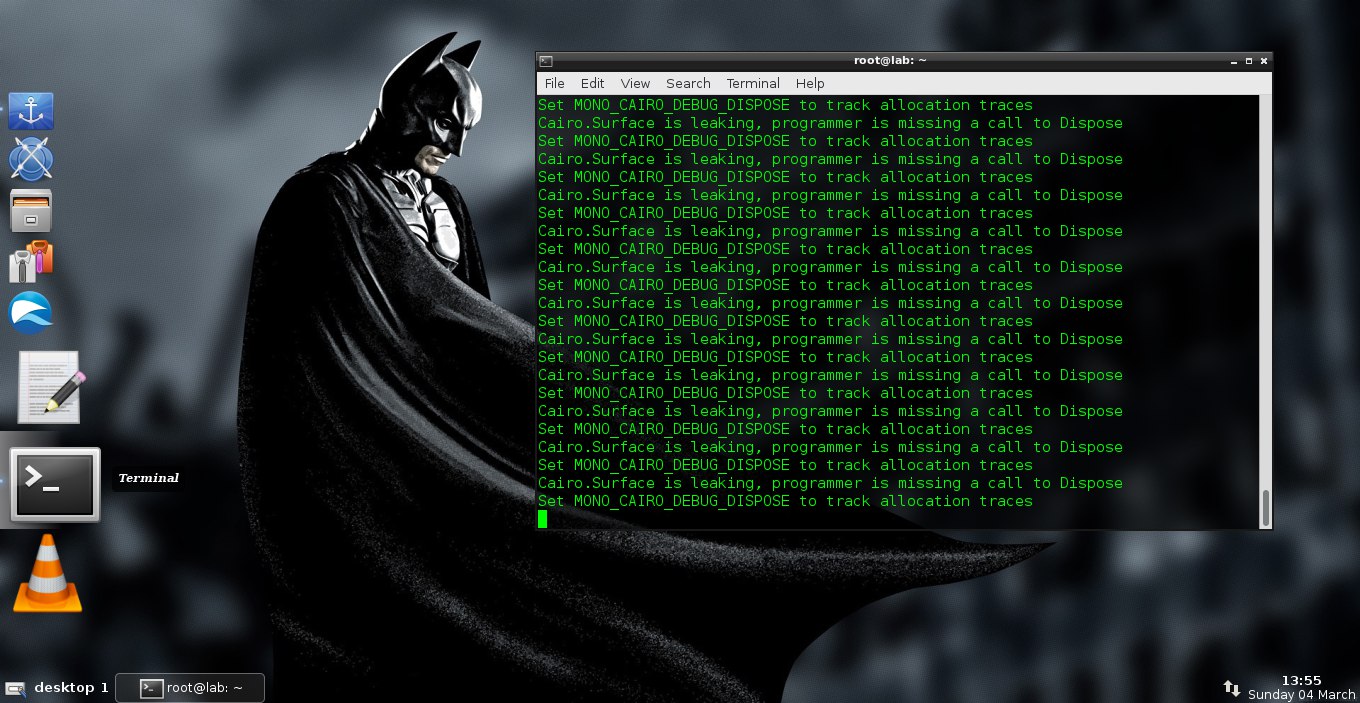 root@lab: ~
File Edit View Search Terminal Help
Set MONO_CAIRO_DEBUG_DISPOSE to track allocation traces
Cairo.Surface is leaking, programmer is missing a call to Dispose
Set MONO_CAIRO_DEBUG_DISPOSE to track allocation traces
Cairo.Surface is leaking, programmer is missing a call to Dispose
Set MONO_CAIRO_DEBUG_DISPOSE to track allocation traces
Cairo.Surface is leaking, programmer is missing a call to Dispose
Set MONO_CAIRO_DEBUG_DISPOSE to track allocation traces
Cairo.Surface is leaking, programmer is missing a call to Dispose
Set MONO_CAIRO_DEBUG_DISPOSE to track allocation traces
Cairo.Surface is leaking, programmer is missing a call to Dispose
Set MONO_CAIRO_DEBUG_DISPOSE to track allocation traces
Cairo.Surface is leaking, programmer is missing a call to Dispose
Set MONO_CAIRO_DEBUG_DISPOSE to track allocation traces
Cairo.Surface is leaking, programmer is missing a call to Dispose
Set MONO_CAIRO_DEBUG_DISPOSE to track allocation traces
Cairo.Surface is leaking, programmer is missing a call to Dispose
Set MONO_CAIRO_DEBUG_DISPOSE to track allocation traces
Cairo.Surface is leaking, programmer is missing a call to Dispose
Set MONO_CAIRO_DEBUG_DISPOSE to track allocation traces
Cairo.Surface is leaking, programmer is missing a call to Dispose
Set MONO_CAIRO_DEBUG_DISPOSE to track allocation traces
Cairo.Surface is leaking, programmer is missing a call to Dispose
Set MONO_CAIRO_DEBUG_DISPOSE to track allocation traces
Terminal
desktop 1
root@lab: ~
13:55
Sunday 04 March